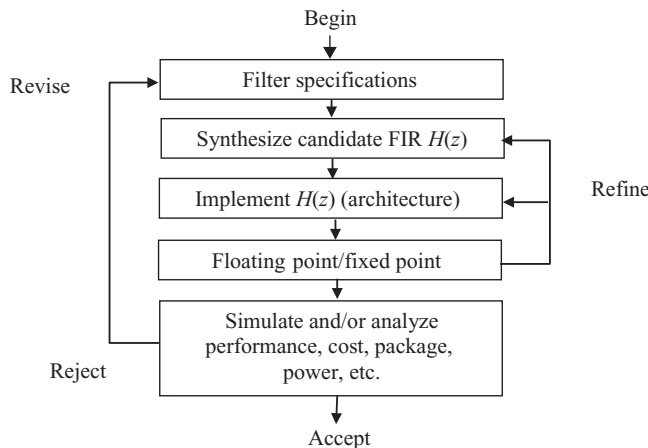 Begin
Revise
Filter specifications
Synthesize candidate FIR H(z)
Implement H(z) (architecture)
Refine
Floating point/fixed point
Simulate and/or analyze
performance, cost, package,
power, etc.
Reject
Accept